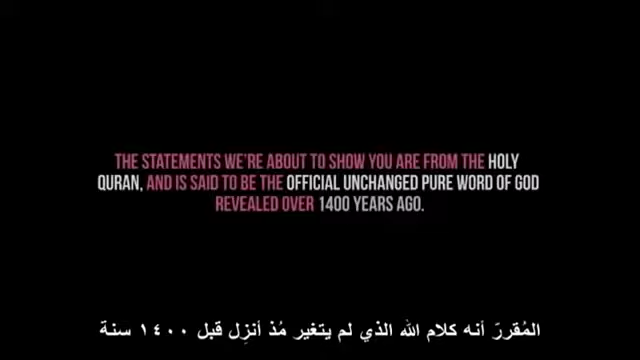 THE STATEMENTS WE'RE ABOUT TO SHOW YOU ARE FROM THE HOLY
QURAN, AND IS SAID TO BE THE OFFICIAL UNCHANGED PURE WORD OF GOD
REVEALED OVER 1400 YEARS AGO.
المُقررّ أنه كلام الله الذي لم يتغير مُذ أنزِل قبل ١٤٠٠ سنة